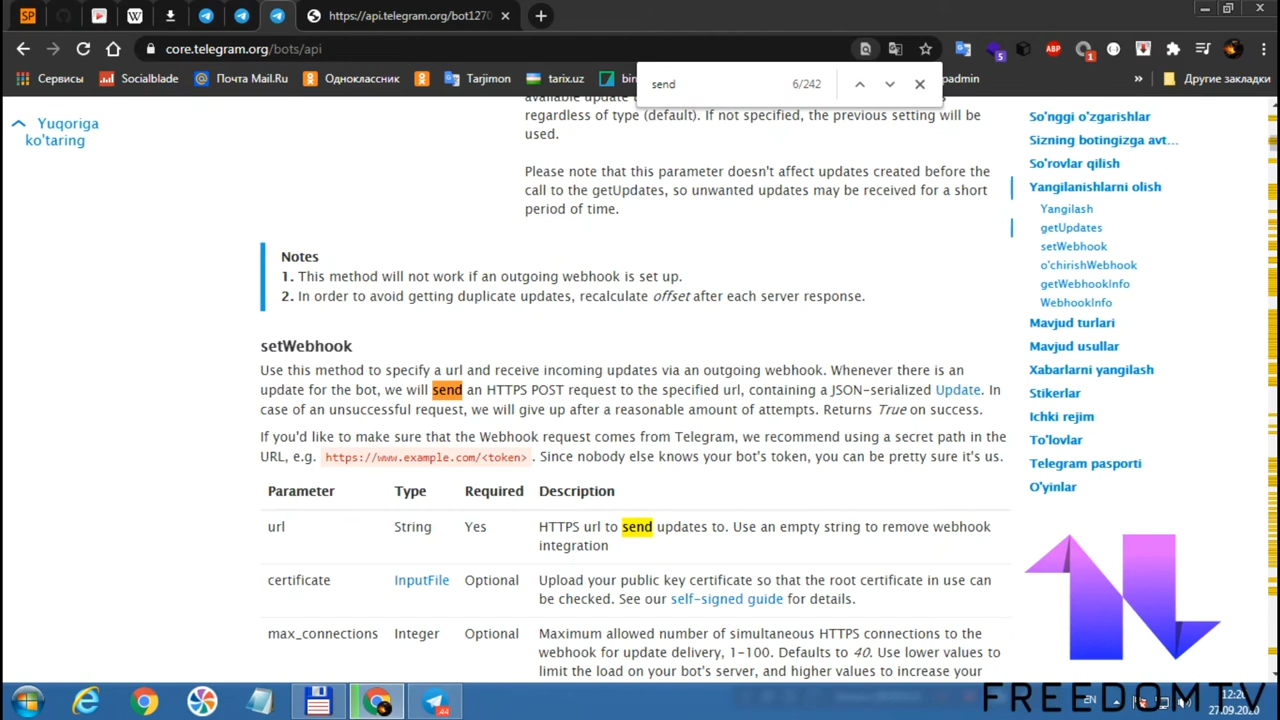 SP
W
https://api.telegram.org/bot1270
core.telegram.org/bots/api
5
ABP
1
Сервисы
Socialblade
Почта Mail.Ru
Одноклассник
Tarjimon
tarix.uz
bin
padmin
»
Другие закладки
send
6/242
Yuqoriga
ko'taring
regardless of type (default). If not specified, the previous setting will be
used.
Please note that this parameter doesn't affect updates created before the
call to the getUpdates, so unwanted updates may be received for a short
period of time.
Notes
1. This method will not work if an outgoing webhook is set up.
2. In order to avoid getting duplicate updates, recalculate offset after each server response.
setWebhook
Use this method to specify a url and receive incoming updates via an outgoing webhook. Whenever there is an
update for the bot, we will send an HTTPS POST request to the specified url, containing a JSON-serialized Update. In
case of an unsuccessful request, we will give up after a reasonable amount of attempts. Returns True on success.
If you'd like to make sure that the Webhook request comes from Telegram, we recommend using a secret path in the
URL, e.g. https://www.example.com/<token>. Since nobody else knows your bot's token, you can be pretty sure it's us.
Parameter Type Required Description
url String Yes HTTPS url to send updates to. Use an empty string to remove webhook
integration
certificate InputFile Optional Upload your public key certificate so that the root certificate in use can
be checked. See our self-signed guide for details.
max_connections Integer Optional Maximum allowed number of simultaneous HTTPS connections to the
webhook for update delivery, 1-100. Defaults to 40. Use lower values to
limit the load on your bot's server, and higher values to increase your
So'nggi o'zgarishlar
Sizning botingizga avt...
So'rovlar qilish
Yangilanishlarni olish
Yangilash
getUpdates
setWebhook
o'chirishWebhook
getWebhookInfo
WebhookInfo
Mavjud turlari
Mavjud usullar
Xabarlarni yangilash
Stikerlar
Ichki rejim
To'lovlar
Telegram pasporti
O'yinlar
FREEDOMTV
44
EN
27.09.2020